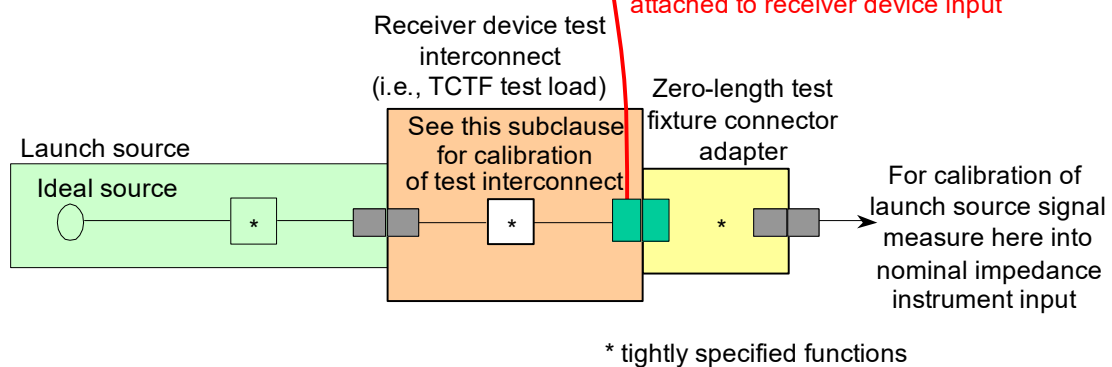 attached to receiver device input
Receiver device test
interconnect
(i.e., TCTF test load)
Zero-length test
fixture connector
adapter
See this subclause
for calibration
of test interconnect
Launch source
Ideal source
*
*
*
For calibration of
launch source signal
measure here into
nominal impedance
instrument input
* tightly specified functions